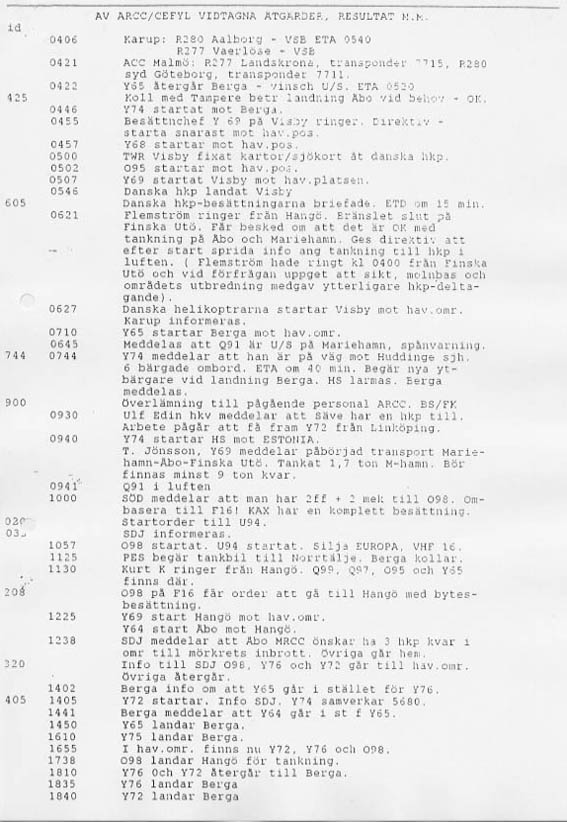 AV ARCC/CEFYL VIDTAGNA ÅTGÄRDER, RESULTAT M.M.
id
0406 Karup: R280 Aalborg - VSB ETA 0540
R277 Vaerlöse - VSB
0421 ACC Malmö: R277 Landskrona, transponder 7715, R280
syd Göteborg, transponder 7711.
0422 Y65 återgår Berga - vinsch U/S. ETA 0520
425 Koll med Tampere betr landning Åbo vid behov - OK.
0446 Y74 startat mot Berga.
0455 Besättnchef Y 69 på Visby ringer. Direktiv -
starta snarast mot hav.pos.
0457 Y68 startar mot hav.pos.
0500 TWR Visby fixat kartor/sjökort åt danska hkp.
0502 O95 startar mot hav.pos.
0507 Y69 startat Visby mot hav.platsen.
0546 Danska hkp landat Visby
605 Danska hkp-besättningarna briefade. ETD om 15 min.
0621 Flemström ringer från Hangö. Bränslet slut på
Finska Utö. Får besked om att det är OK med
tankning på Åbo och Mariehamn. Ges direktiv att
efter start sprida info ang tankning till hkp i
luften. ( Flemström hade ringt kl 0400 från Finska
Utö och vid förfrågan uppget att sikt, molnbas och
områdets utbredning medgav ytterligare hkp-delta-
gande).
0627 Danska helikoptrarna startar Visby mot hav.omr.
Karup informeras.
0710 Y65 startar Berga mot hav.omr.
0645 Meddelas att Q91 är U/S på Mariehamn, spånvarning.
744 0744 Y74 meddelar att han är på väg mot Huddinge sjh.
6 bärgade ombord. ETA om 40 min. Begär nya yt-
bärgare vid landning Berga. HS larmas. Berga
meddelas.
900 Överlämning till pågående personal ARCC. BS/FK
0930 Ulf Edin hkv meddelar att Säve har en hkp till.
Arbete pågår att få fram Y72 från Linköping.
0940 Y74 startar HS mot ESTONIA.
T. Jönsson, Y69 meddelar påbörjad transport Marie-
hamn-Åbo-Finska Utö. Tankat 1,7 ton M-hamn. Bör
finnas minst 9 ton kvar.
0941 Q91 i luften
1000 SÖD meddelar att man har 2ff + 2 mek till O98. Om-
basera till F16! KAX har en komplett besättning.
020 Startorder till U94.
03 SDJ informeras.
1057 O98 startat. U94 startat. Silja EUROPA, VHF 16.
1125 PES begär tankbil till Norrtälje. Berga kollar.
1130 Kurt K ringer från Hangö. Q99, Q97, O95 och Y65
finns där.
208 O98 på F16 får order att gå till Hangö med bytes-
besättning.
1225 Y69 start Hangö mot hav.omr.
Y64 start Åbo mot Hangö.
1238 SDJ meddelar att Åbo MRCC önskar ha 3 hkp kvar i
omr till mörkrets inbrott. Övriga går hem.
320 Info till SDJ O98, Y76 och Y72 går till hav.omr.
Övriga återgår.
1402 Berga info om att Y65 går i stället för Y76.
405 1405 Y72 startar. Info SDJ. Y74 samverkar 5680.
1441 Berga meddelar att Y64 går i st f Y65.
1450 Y65 landar Berga.
1610 Y75 landar Berga.
1655 I hav.omr. finns nu Y72, Y76 och O98.
1738 O98 landar Hangö för tankning.
1810 Y76 Och Y72 återgår till Berga.
1835 Y76 landar Berga
1840 Y72 landar Berga